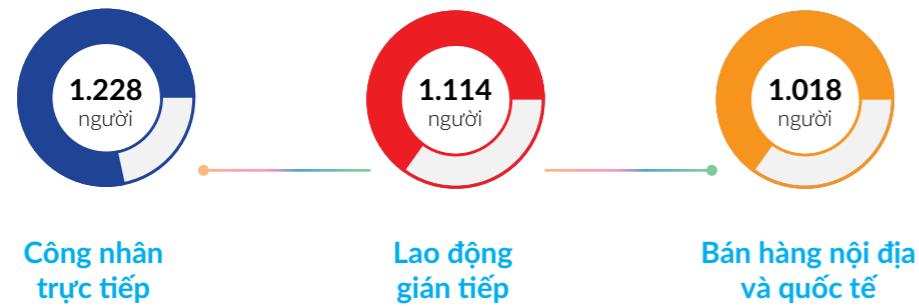 1.228
người
1.114
người
1.018
người
Công nhân
trực tiếp
Lao động
gián tiếp
Bán hàng nội địa
và quốc tế